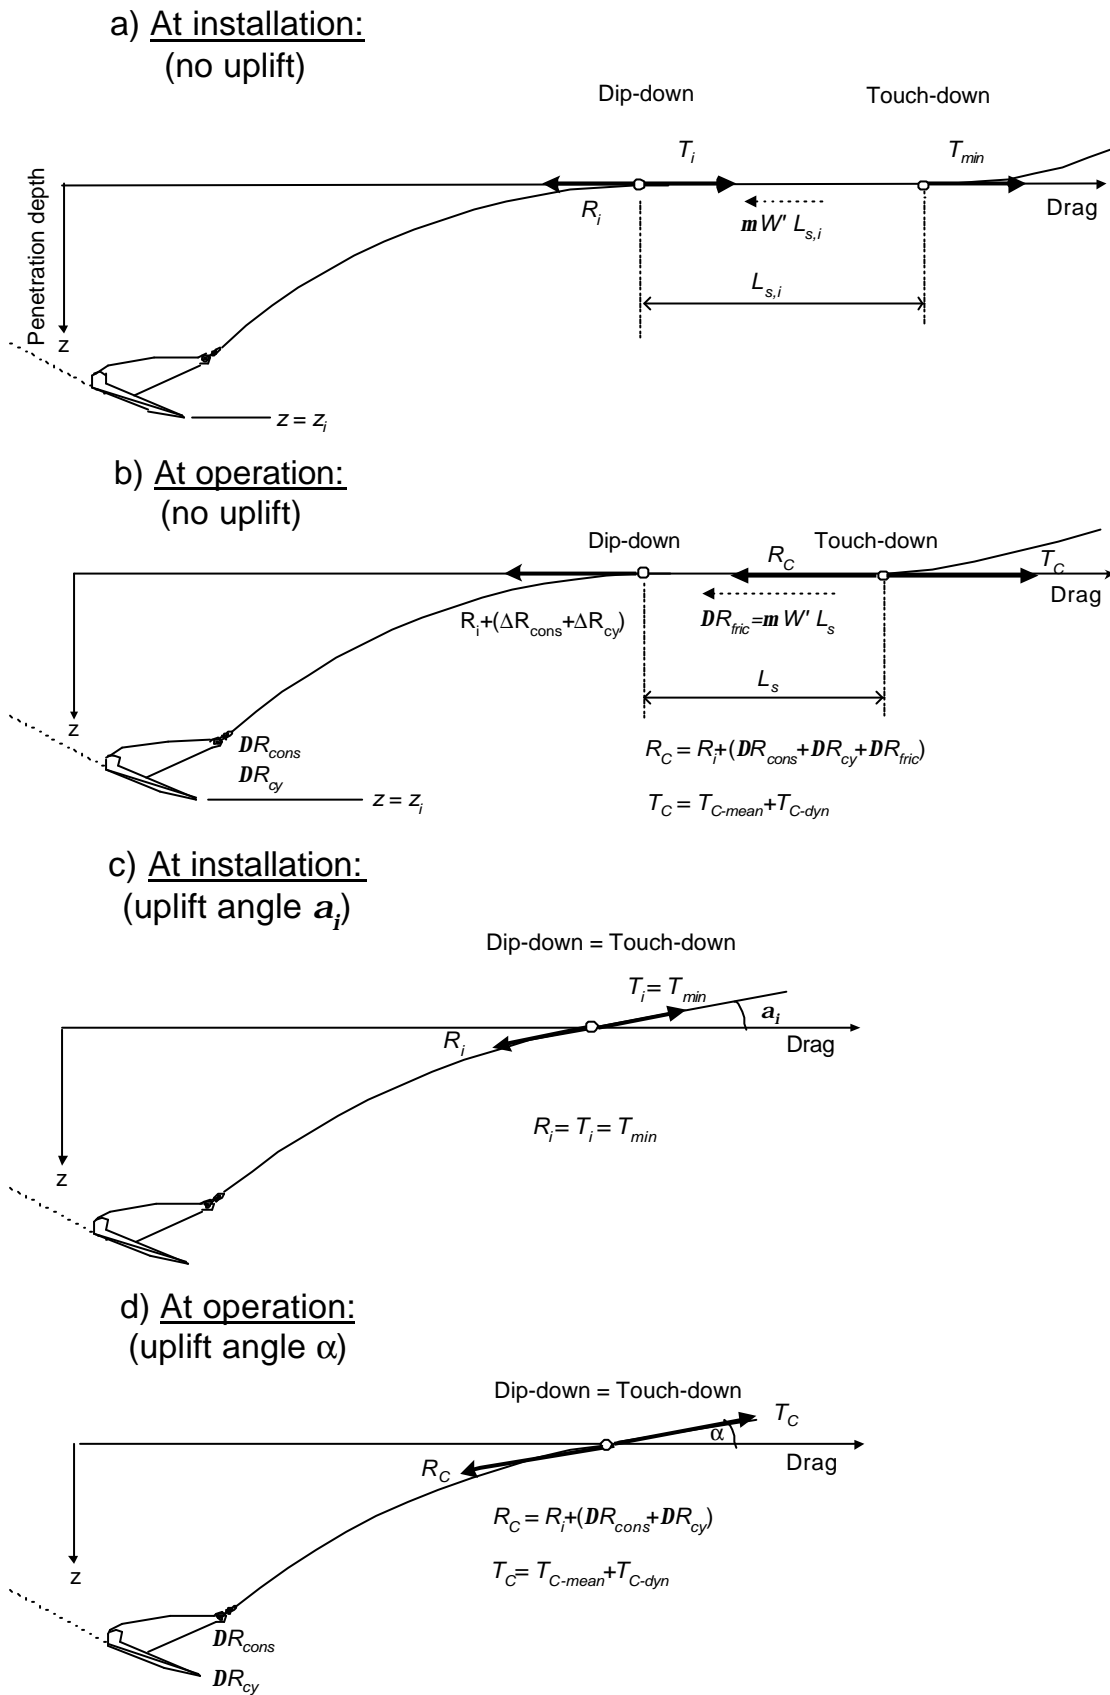 a) At installation:
(no uplift)
Dip-down
Touch-down
T_i
T_min
Penetration depth
R_i
Drag
mW' L_s,i
L_s,i
z
z = z_i
b) At operation:
(no uplift)
Dip-down
Touch-down
R_C
T_C
Drag
R_i+(ΔR_cons+ΔR_cy)
DR_fric=mW' L_s
L_s
z
DR_cons
DR_cy
z = z_i
R_C = R_i+(DR_cons+DR_cy+DR_fric)
T_C = T_C-mean+T_C-dyn
c) At installation:
(uplift angle a_i)
Dip-down = Touch-down
T_i = T_min
a_i
R_i
Drag
R_i = T_i = T_min
z
d) At operation:
(uplift angle α)
Dip-down = Touch-down
T_C
α
R_C
Drag
R_C = R_i+(DR_cons+DR_cy)
T_C = T_C-mean+T_C-dyn
z
DR_cons
DR_cy